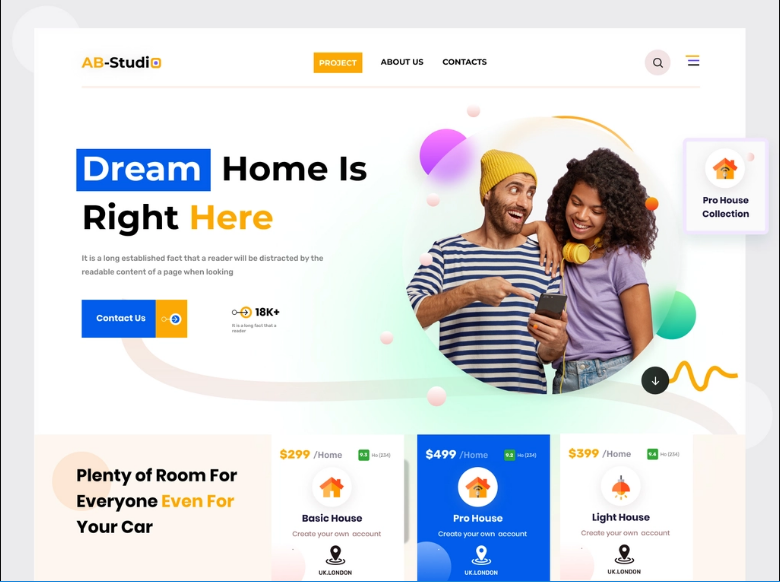 AB-Studio
PROJECT
ABOUT US
CONTACTS
Dream Home Is
Right Here
It is a long established fact that a reader will be distracted by the
readable content of a page when looking
Contact Us
18K+
It is a long fact that a
reader
Pro House
Collection
Plenty of Room For
Everyone Even For
Your Car
$299 /Home
9.5
Ho (234)
Basic House
Create your own account
UK.LONDON
$499 /Home
9.2
Ho (234)
Pro House
Create your own account
UK.LONDON
$399 /Home
9.4
Ho (234)
Light House
Create your own account
UK.LONDON